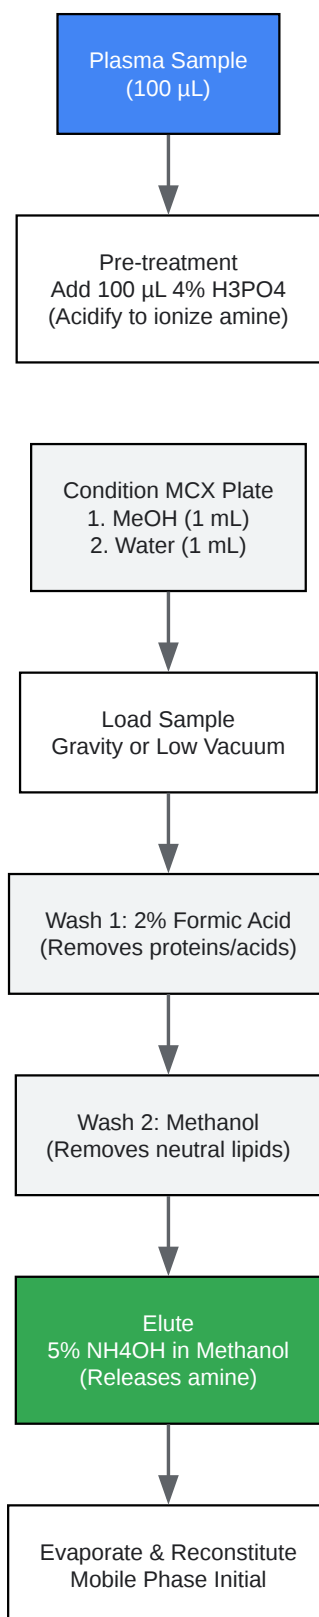 Plasma Sample
(100 µL)
Pre-treatment
Add 100 µL 4% H3PO4
(Acidify to ionize amine)
Condition MCX Plate
1. MeOH (1 mL)
2. Water (1 mL)
Load Sample
Gravity or Low Vacuum
Wash 1: 2% Formic Acid
(Removes proteins/acids)
Wash 2: Methanol
(Removes neutral lipids)
Elute
5% NH4OH in Methanol
(Releases amine)
Evaporate & Reconstitute
Mobile Phase Initial